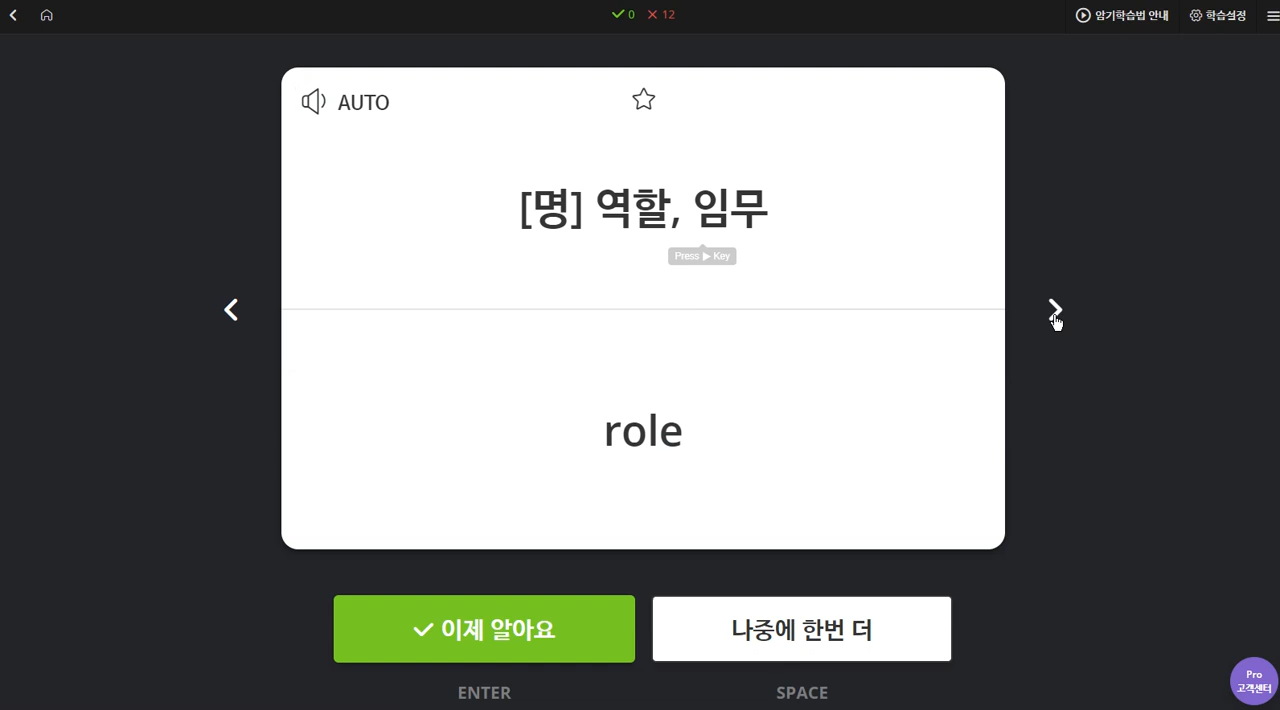 0 12 암기학습법 안내 학습설정
AUTO
[명] 역할, 임무
Press ▶ Key
role
이제 알아요 나중에 한번 더
ENTER SPACE
Pro
고객센터